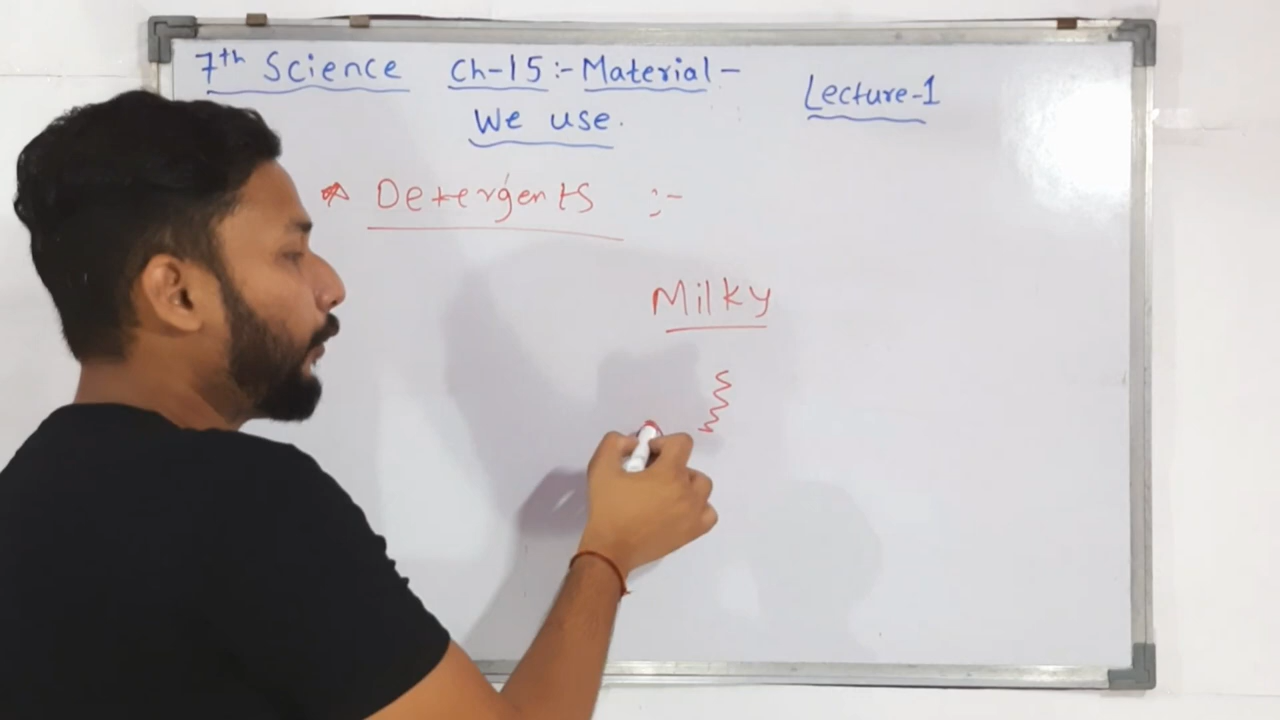 7th Science Ch-15:- Material - Lecture-1
We use.
* Detergents :-
Milky